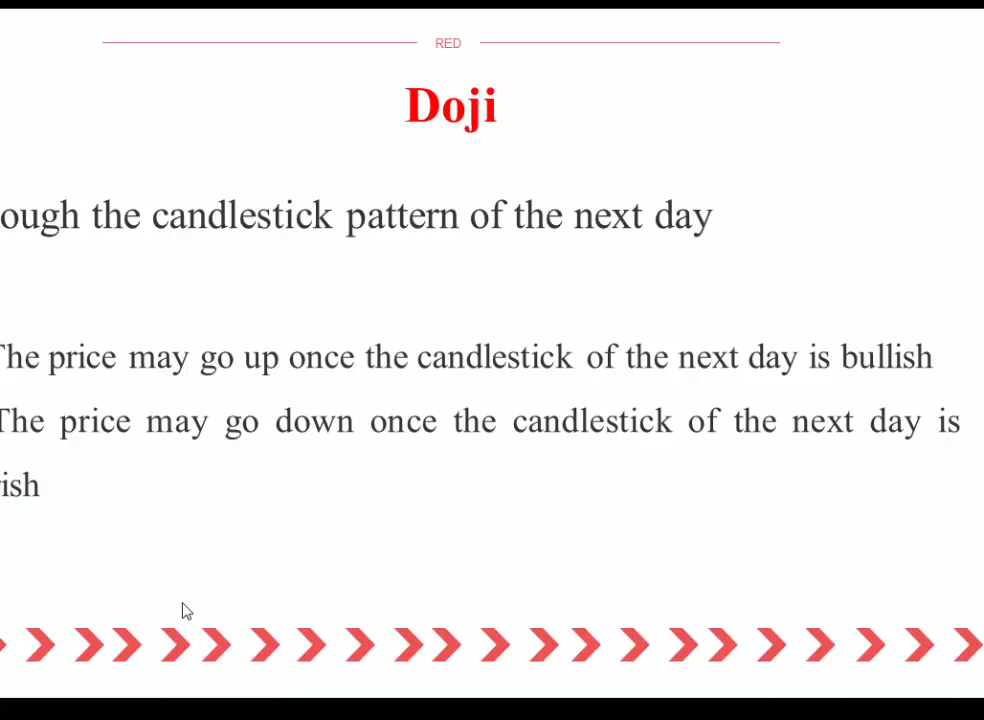 RED
Doji
ough the candlestick pattern of the next day
The price may go up once the candlestick of the next day is bullish
The price may go down once the candlestick of the next day is
ish